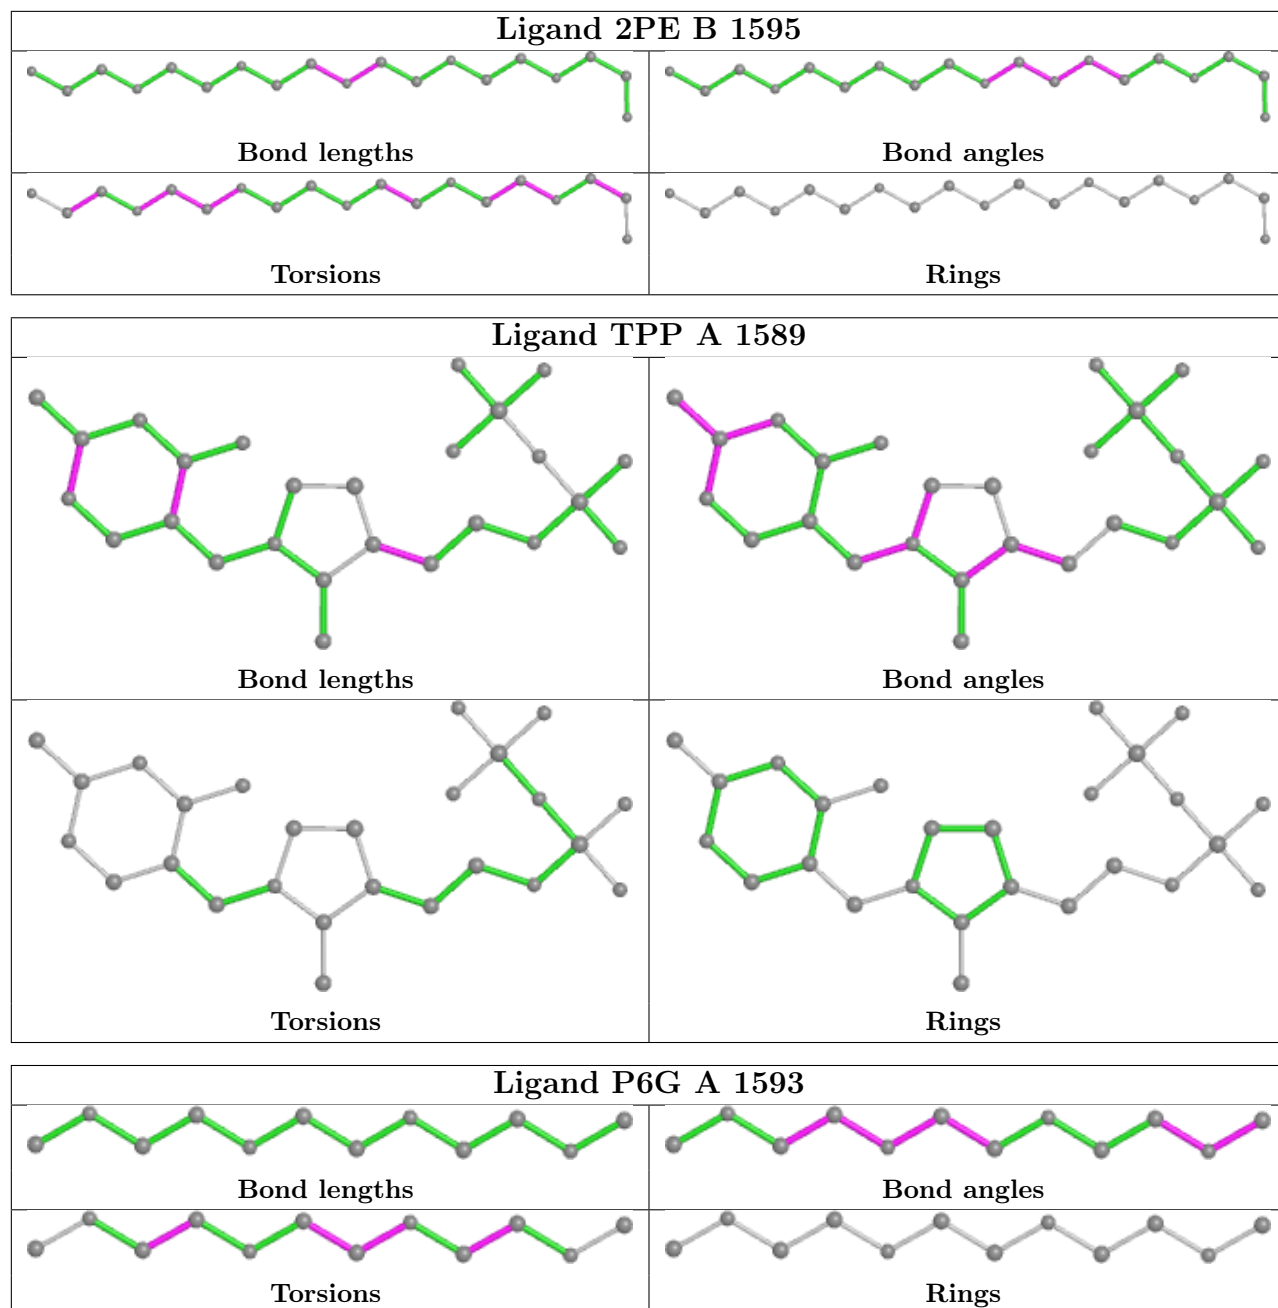 Ligand 2PE B 1595
Bond lengths
Bond angles
Torsions
Rings
Ligand TPP A 1589
Bond lengths
Bond angles
Torsions
Rings
Ligand P6G A 1593
Bond lengths
Bond angles
Torsions
Rings